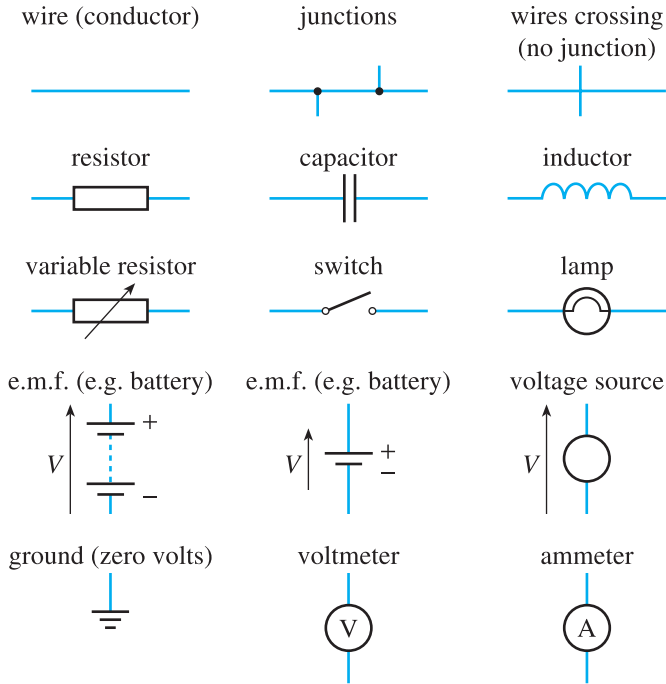 wire (conductor)
junctions
wires crossing
(no junction)
resistor
capacitor
inductor
variable resistor
switch
lamp
e.m.f. (e.g. battery)
e.m.f. (e.g. battery)
voltage source
V
+
−
V
+
−
V
ground (zero volts)
voltmeter
ammeter
V
A